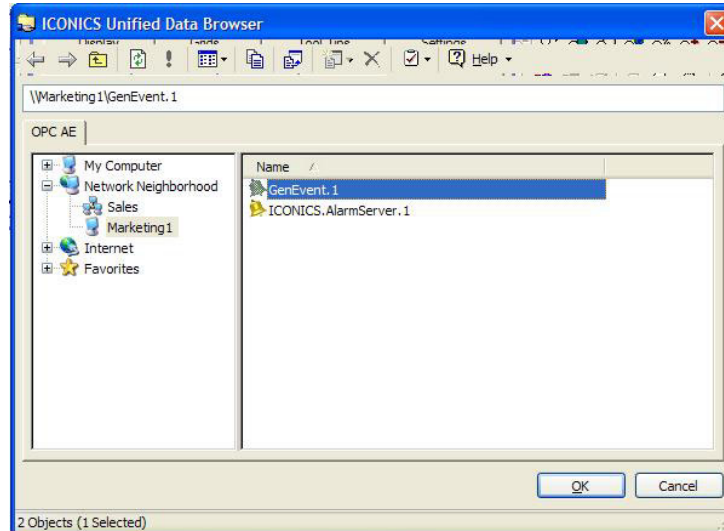 ICONICS Unified Data Browser
Help
\\Marketing1\GenEvent.1
OPC AE
My Computer
Network Neighborhood
Sales
Marketing1
Internet
Favorites
Name
GenEvent.1
ICONICS.AlarmServer.1
OK
Cancel
2 Objects (1 Selected)